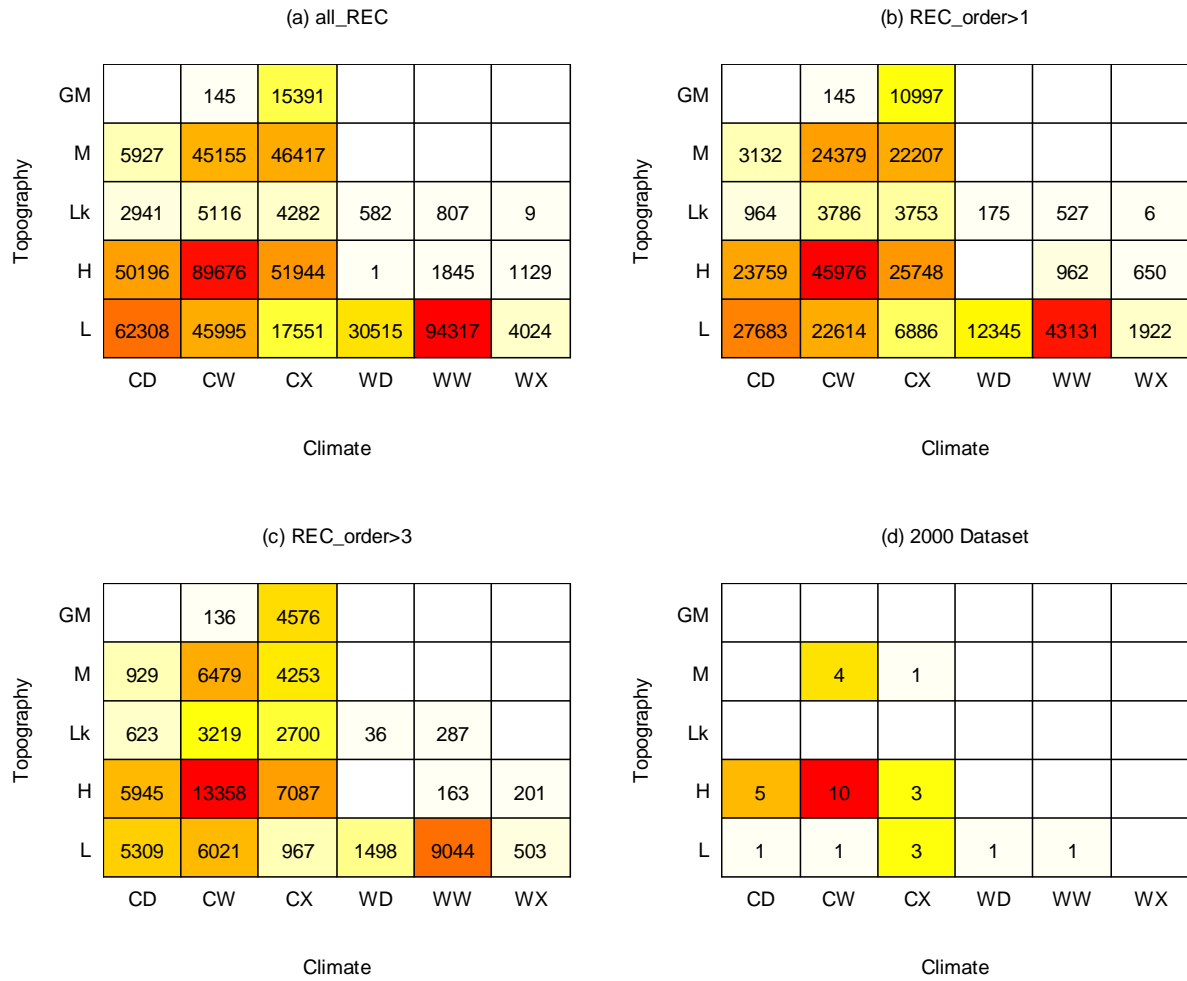 (a) all_REC
Topography
GM 145 15391
M 5927 45155 46417
Lk 2941 5116 4282 582 807 9
H 50196 89676 51944 1 1845 1129
L 62308 45995 17551 30515 94317 4024
CD CW CX WD WW WX
Climate
(b) REC_order>1
Topography
GM 145 10997
M 3132 24379 22207
Lk 964 3786 3753 175 527 6
H 23759 45976 25748 962 650
L 27683 22614 6886 12345 43131 1922
CD CW CX WD WW WX
Climate
(c) REC_order>3
Topography
GM 136 4576
M 929 6479 4253
Lk 623 3219 2700 36 287
H 5945 13358 7087 163 201
L 5309 6021 967 1498 9044 503
CD CW CX WD WW WX
Climate
(d) 2000 Dataset
Topography
GM
M 4 1
Lk
H 5 10 3
L 1 1 3 1 1
CD CW CX WD WW WX
Climate